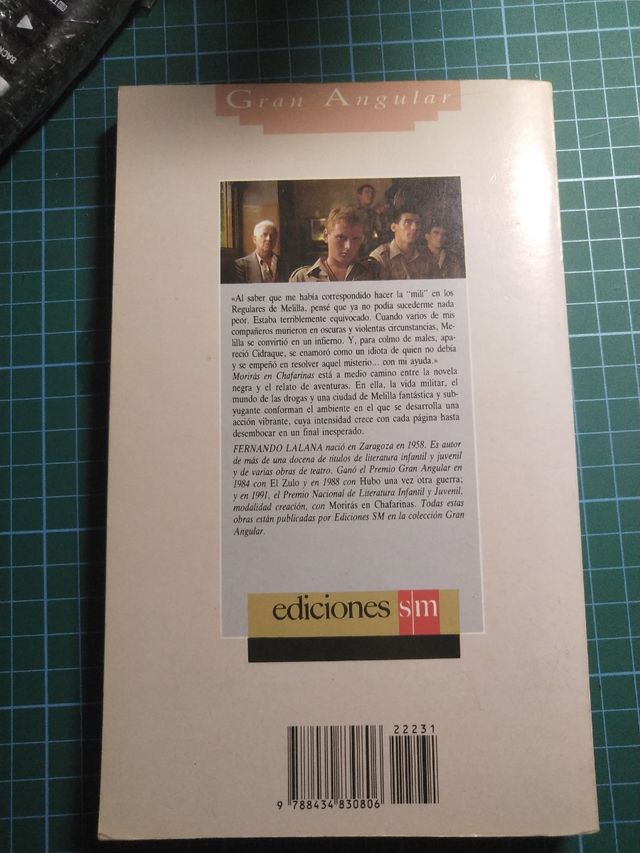 BACK
Gran Angular
«Al saber que me había correspondido hacer la "mili" en los
Regulares de Melilla, pensé que ya no podía sucederme nada
peor. Estaba terriblemente equivocado. Cuando varios de mis
compañeros murieron en oscuras y violentas circunstancias, Me-
lilla se convirtió en un infierno. Y, para colmo de males, apa-
reció Cidraque, se enamoró como un idiota de quien no debía
y se empeñó en resolver aquel misterio... con mi ayuda.»
Morirás en Chafarinas está a medio camino entre la novela
negra y el relato de aventuras. En ella, la vida militar, el
mundo de las drogas y una ciudad de Melilla fantástica y sub-
yugante conforman el ambiente en el que se desarrolla una
acción vibrante, cuya intensidad crece con cada página hasta
desembocar en un final inesperado.
FERNANDO LALANA nació en Zaragoza en 1958. Es autor
de más de una docena de títulos de literatura infantil y juvenil
y de varias obras de teatro. Ganó el Premio Gran Angular en
1984 con El Zulo y en 1988 con Hubo una vez otra guerra;
y en 1991, el Premio Nacional de Literatura Infantil y Juvenil,
modalidad creación, con Morirás en Chafarinas. Todas estas
obras están publicadas por Ediciones SM en la colección Gran
Angular.
ediciones sm
22231
9 788434 830806